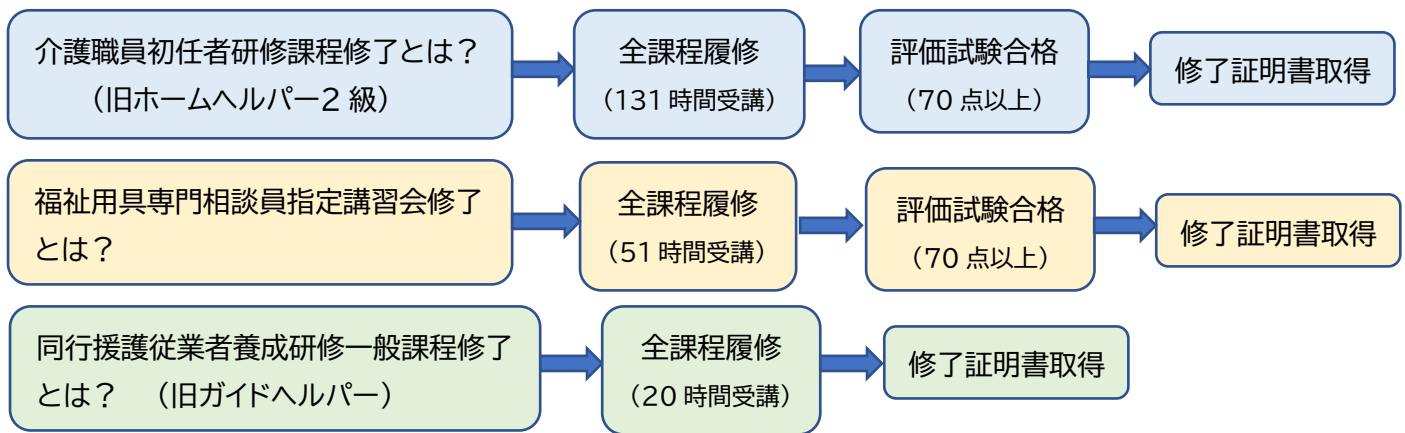 介護職員初任者研修課程修了とは？
（旧ホームヘルパー2 級）
全課程履修
（131 時間受講）
評価試験合格
（70 点以上）
修了証明書取得
福祉用具専門相談員指定講習会修了
とは？
全課程履修
（51 時間受講）
評価試験合格
（70 点以上）
修了証明書取得
同行援護従業者養成研修一般課程修了
とは？　（旧ガイドヘルパー）
全課程履修
（20 時間受講）
修了証明書取得